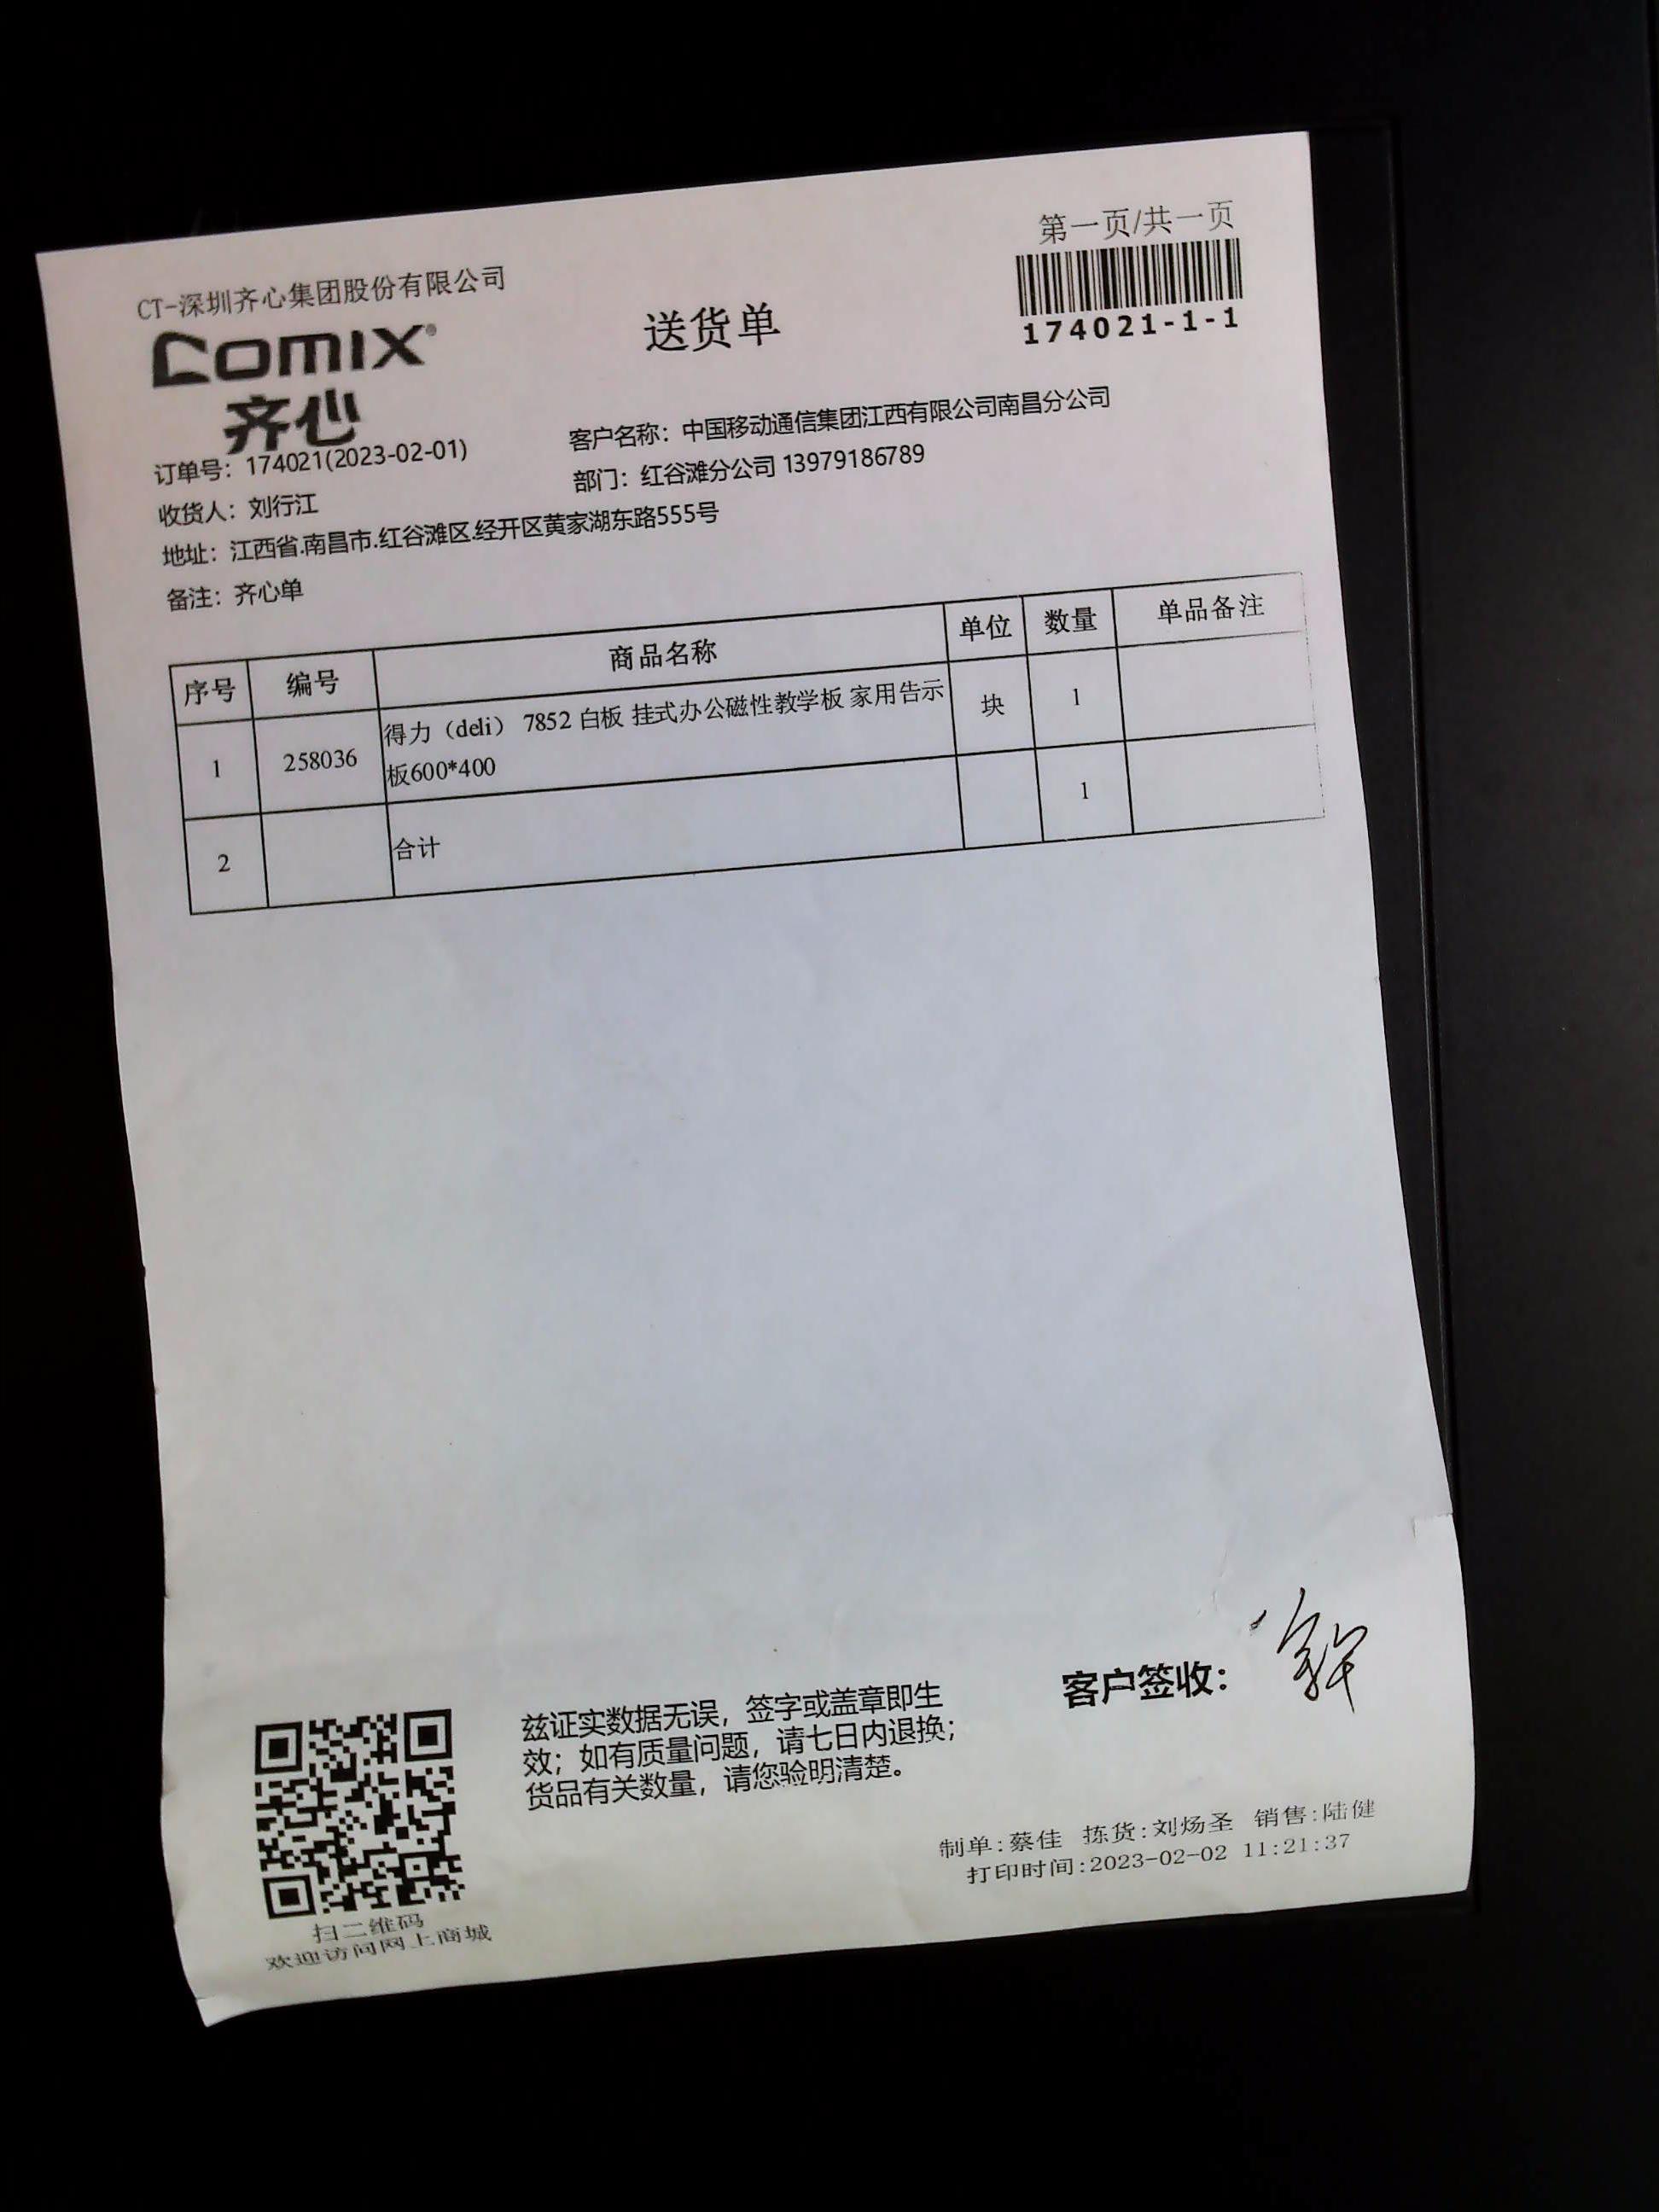 第一页/共一页
CT-深圳齐心集团股份有限公司
COMIX®
齐心
送货单
174021-1-1
订单号：174021(2023-02-01)
客户名称：中国移动通信集团江西有限公司南昌分公司
收货人：刘行江
部门：红谷滩分公司 13979186789
地址：江西省.南昌市.红谷滩区.经开区黄家湖东路555号
备注：齐心单
序号 编号 商品名称 单位 数量 单品备注
1 258036 得力（deli） 7852 白板 挂式办公磁性教学板 家用告示
板600*400 块 1
2 合计 1
客户签收：
兹证实数据无误，签字或盖章即生
效；如有质量问题，请七日内退换；
货品有关数量，请您验明清楚。
制单:蔡佳 拣货:刘炀圣 销售:陆健
打印时间:2023-02-02 11:21:37
扫二维码
欢迎访问网上商城